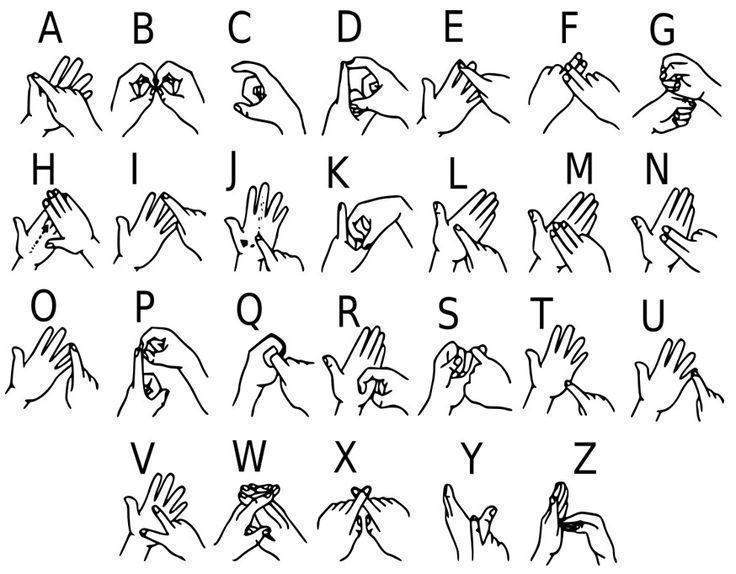 A B C D E F G
H I J K L M N
O P Q R S T U
V W X Y Z